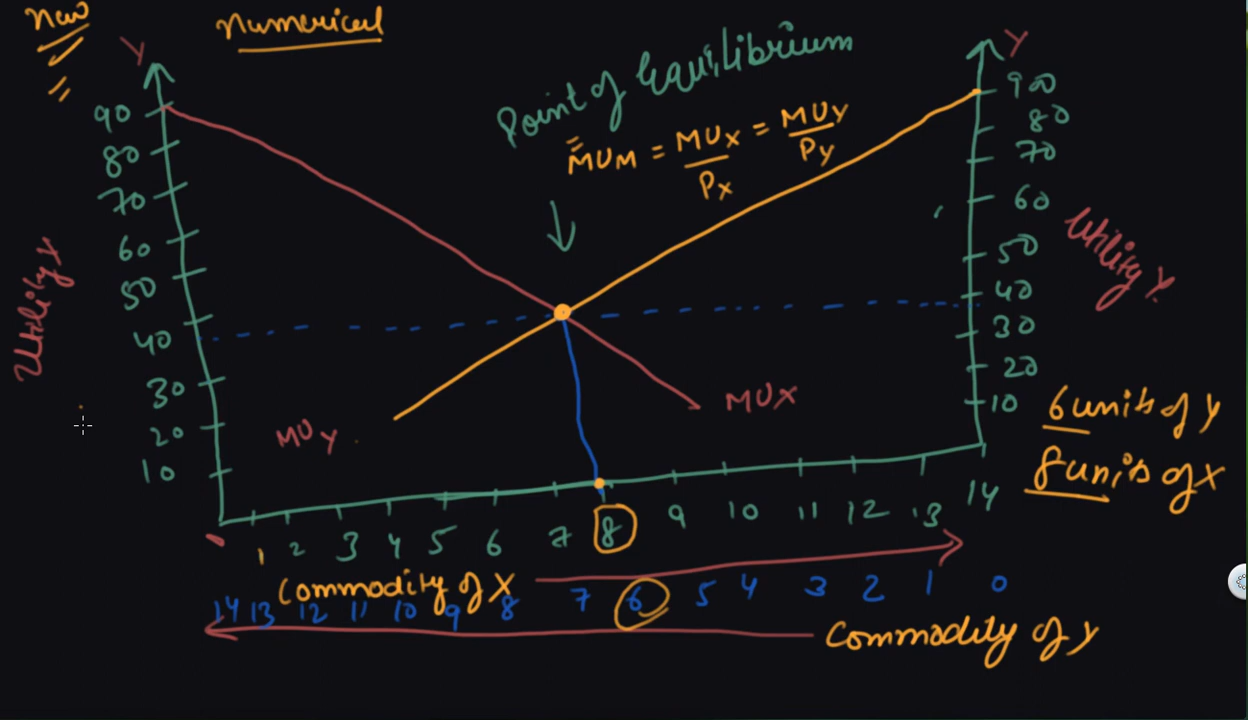 New
Numerical
Y
Y
Point of Equilibrium
MUM = MUX/Px = MUY/Py
90
80
70
60
50
40
30
20
10
Utility X
90
80
70
60
50
40
30
20
10
Utility Y
MUY
MUX
6 units of Y
8 units of X
1 2 3 4 5 6 7 8 9 10 11 12 13 14
Commodity of X
14 13 12 11 10 9 8 7 6 5 4 3 2 1 0
Commodity of Y